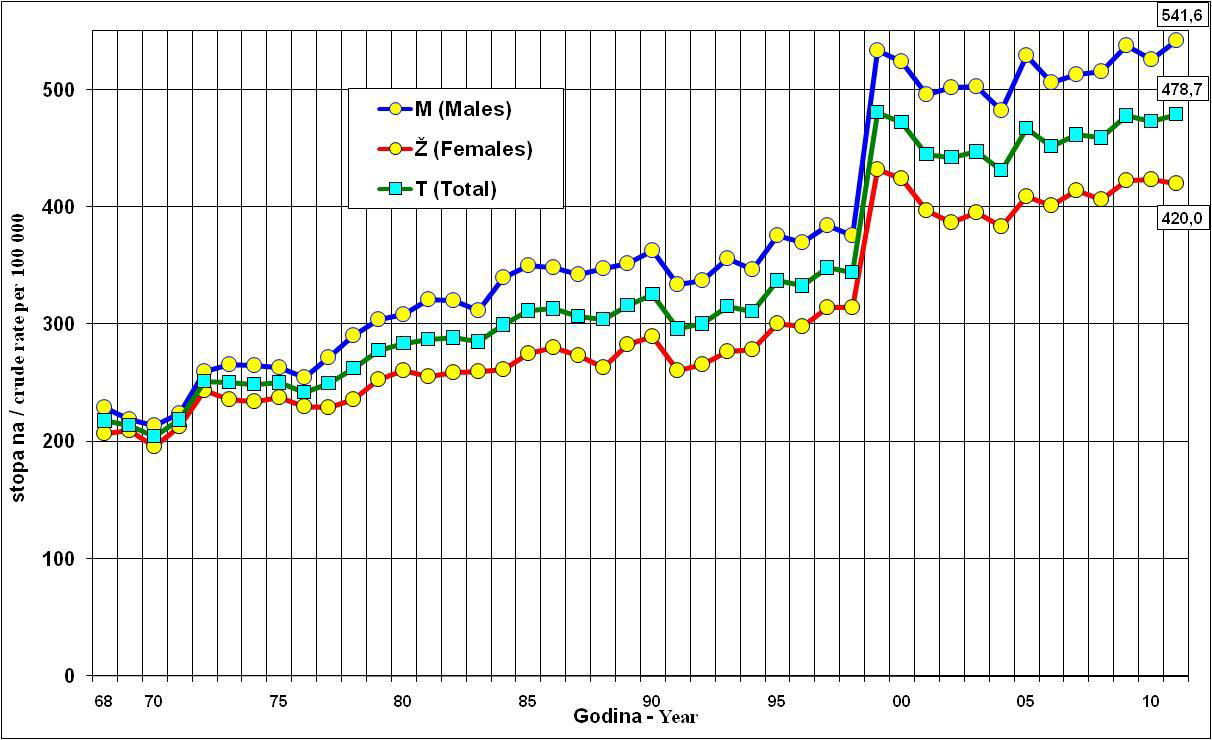 541,6
500
M (Males)
478,7
Ž (Females)
T (Total)
400
420,0
300
200
100
0
stopa na / crude rate per 100 000
68 70 75 80 85 90 95 00 05 10
Godina - Year